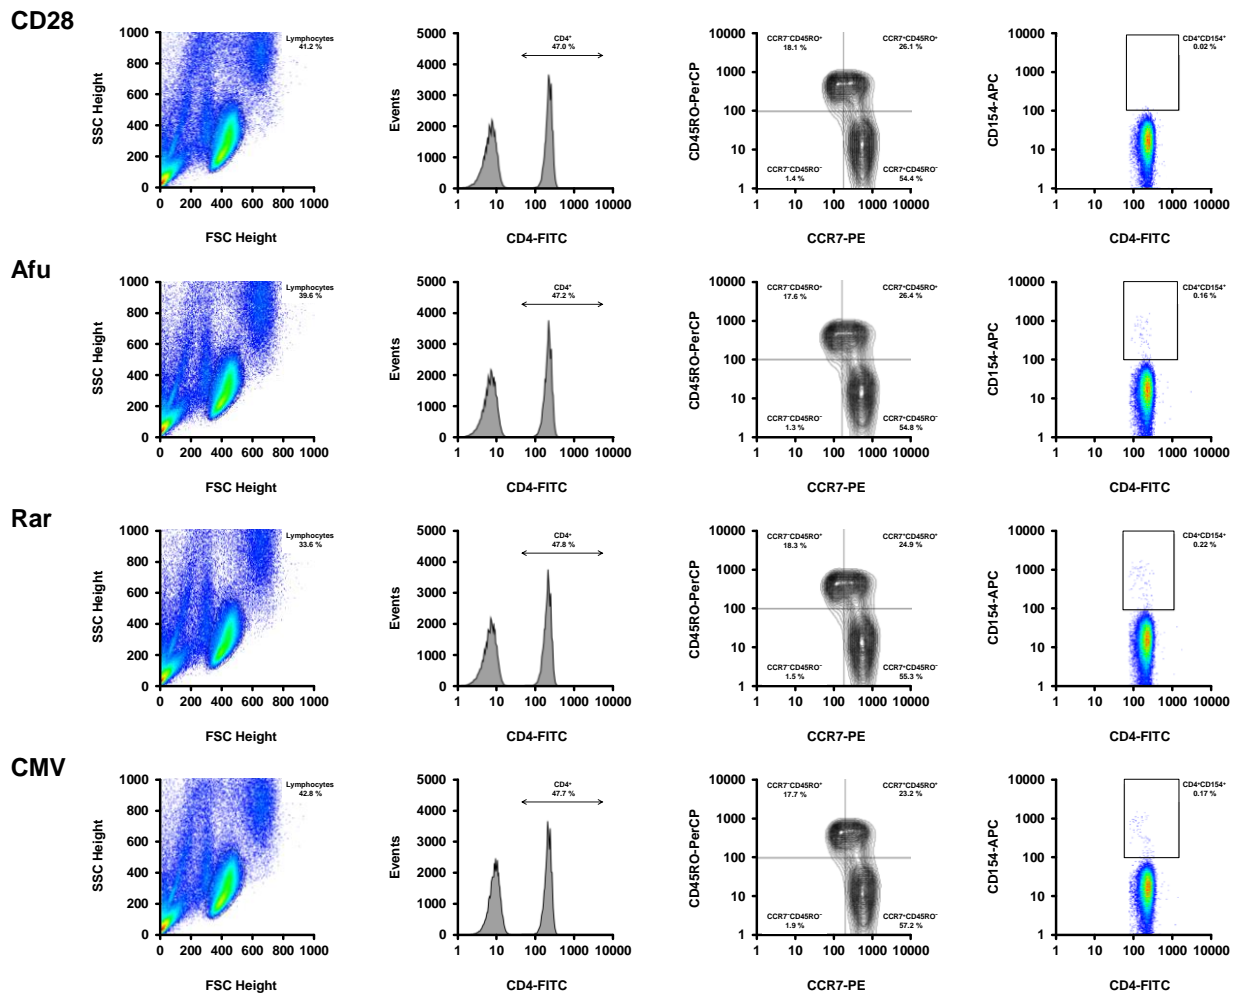 CD28
1000
800
600
400
200
0
SSC Height
Lymphocytes
41.2 %
0 200 400 600 800 1000
FSC Height
5000
4000
3000
2000
1000
0
Events
CD4⁺
47.0 %
1 10 100 1000 10000
CD4-FITC
10000
1000
100
10
1
CD45RO-PerCP
CCR7⁻CD45RO⁺
18.1 %
CCR7⁺CD45RO⁺
26.1 %
CCR7⁻CD45RO⁻
1.4 %
CCR7⁺CD45RO⁻
54.4 %
1 10 100 1000 10000
CCR7-PE
10000
1000
100
10
1
CD154-APC
CD4⁺CD154⁺
0.02 %
1 10 100 1000 10000
CD4-FITC
Afu
1000
800
600
400
200
0
SSC Height
Lymphocytes
39.6 %
0 200 400 600 800 1000
FSC Height
5000
4000
3000
2000
1000
0
Events
CD4⁺
47.2 %
1 10 100 1000 10000
CD4-FITC
10000
1000
100
10
1
CD45RO-PerCP
CCR7⁻CD45RO⁺
17.6 %
CCR7⁺CD45RO⁺
26.4 %
CCR7⁻CD45RO⁻
1.3 %
CCR7⁺CD45RO⁻
54.8 %
1 10 100 1000 10000
CCR7-PE
10000
1000
100
10
1
CD154-APC
CD4⁺CD154⁺
0.16 %
1 10 100 1000 10000
CD4-FITC
Rar
1000
800
600
400
200
0
SSC Height
Lymphocytes
33.6 %
0 200 400 600 800 1000
FSC Height
5000
4000
3000
2000
1000
0
Events
CD4⁺
47.8 %
1 10 100 1000 10000
CD4-FITC
10000
1000
100
10
1
CD45RO-PerCP
CCR7⁻CD45RO⁺
18.3 %
CCR7⁺CD45RO⁺
24.9 %
CCR7⁻CD45RO⁻
1.5 %
CCR7⁺CD45RO⁻
55.3 %
1 10 100 1000 10000
CCR7-PE
10000
1000
100
10
1
CD154-APC
CD4⁺CD154⁺
0.22 %
1 10 100 1000 10000
CD4-FITC
CMV
1000
800
600
400
200
0
SSC Height
Lymphocytes
42.8 %
0 200 400 600 800 1000
FSC Height
5000
4000
3000
2000
1000
0
Events
CD4⁺
47.7 %
1 10 100 1000 10000
CD4-FITC
10000
1000
100
10
1
CD45RO-PerCP
CCR7⁻CD45RO⁺
17.7 %
CCR7⁺CD45RO⁺
23.2 %
CCR7⁻CD45RO⁻
1.9 %
CCR7⁺CD45RO⁻
57.2 %
1 10 100 1000 10000
CCR7-PE
10000
1000
100
10
1
CD154-APC
CD4⁺CD154⁺
0.17 %
1 10 100 1000 10000
CD4-FITC